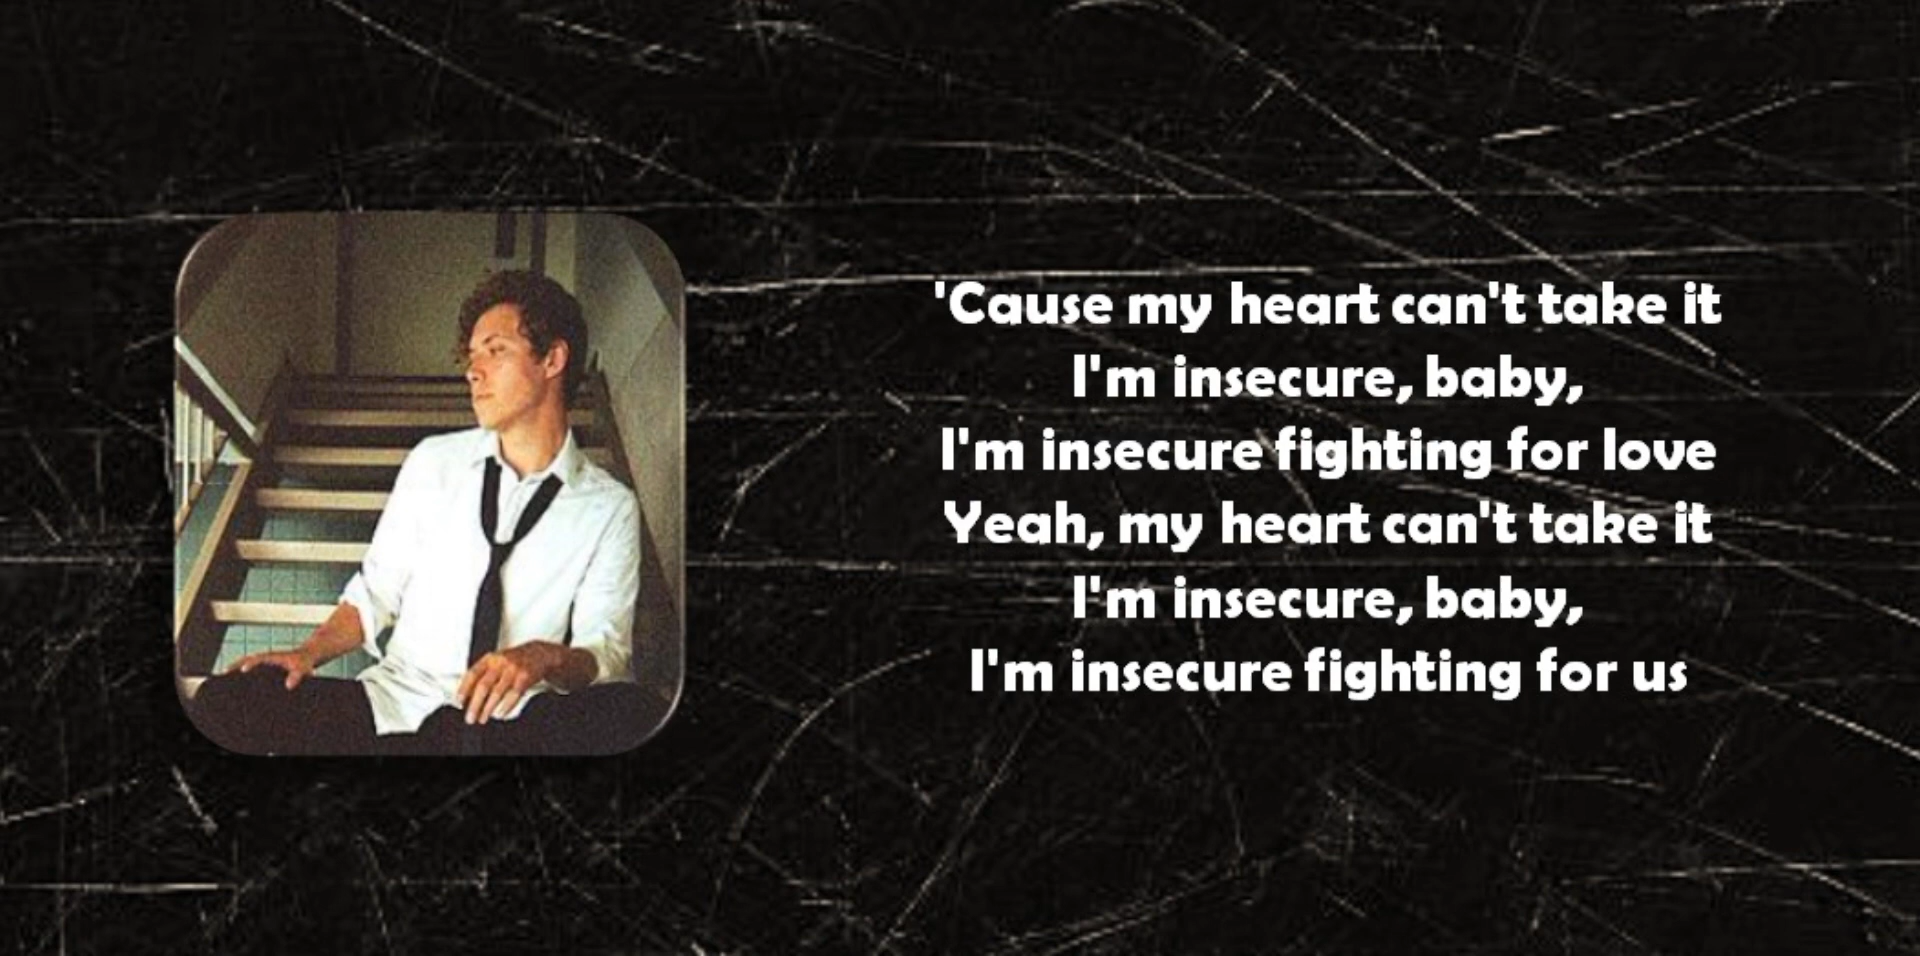 'Cause my heart can't take it
I'm insecure, baby,
I'm insecure fighting for love
Yeah, my heart can't take it
I'm insecure, baby,
I'm insecure fighting for us